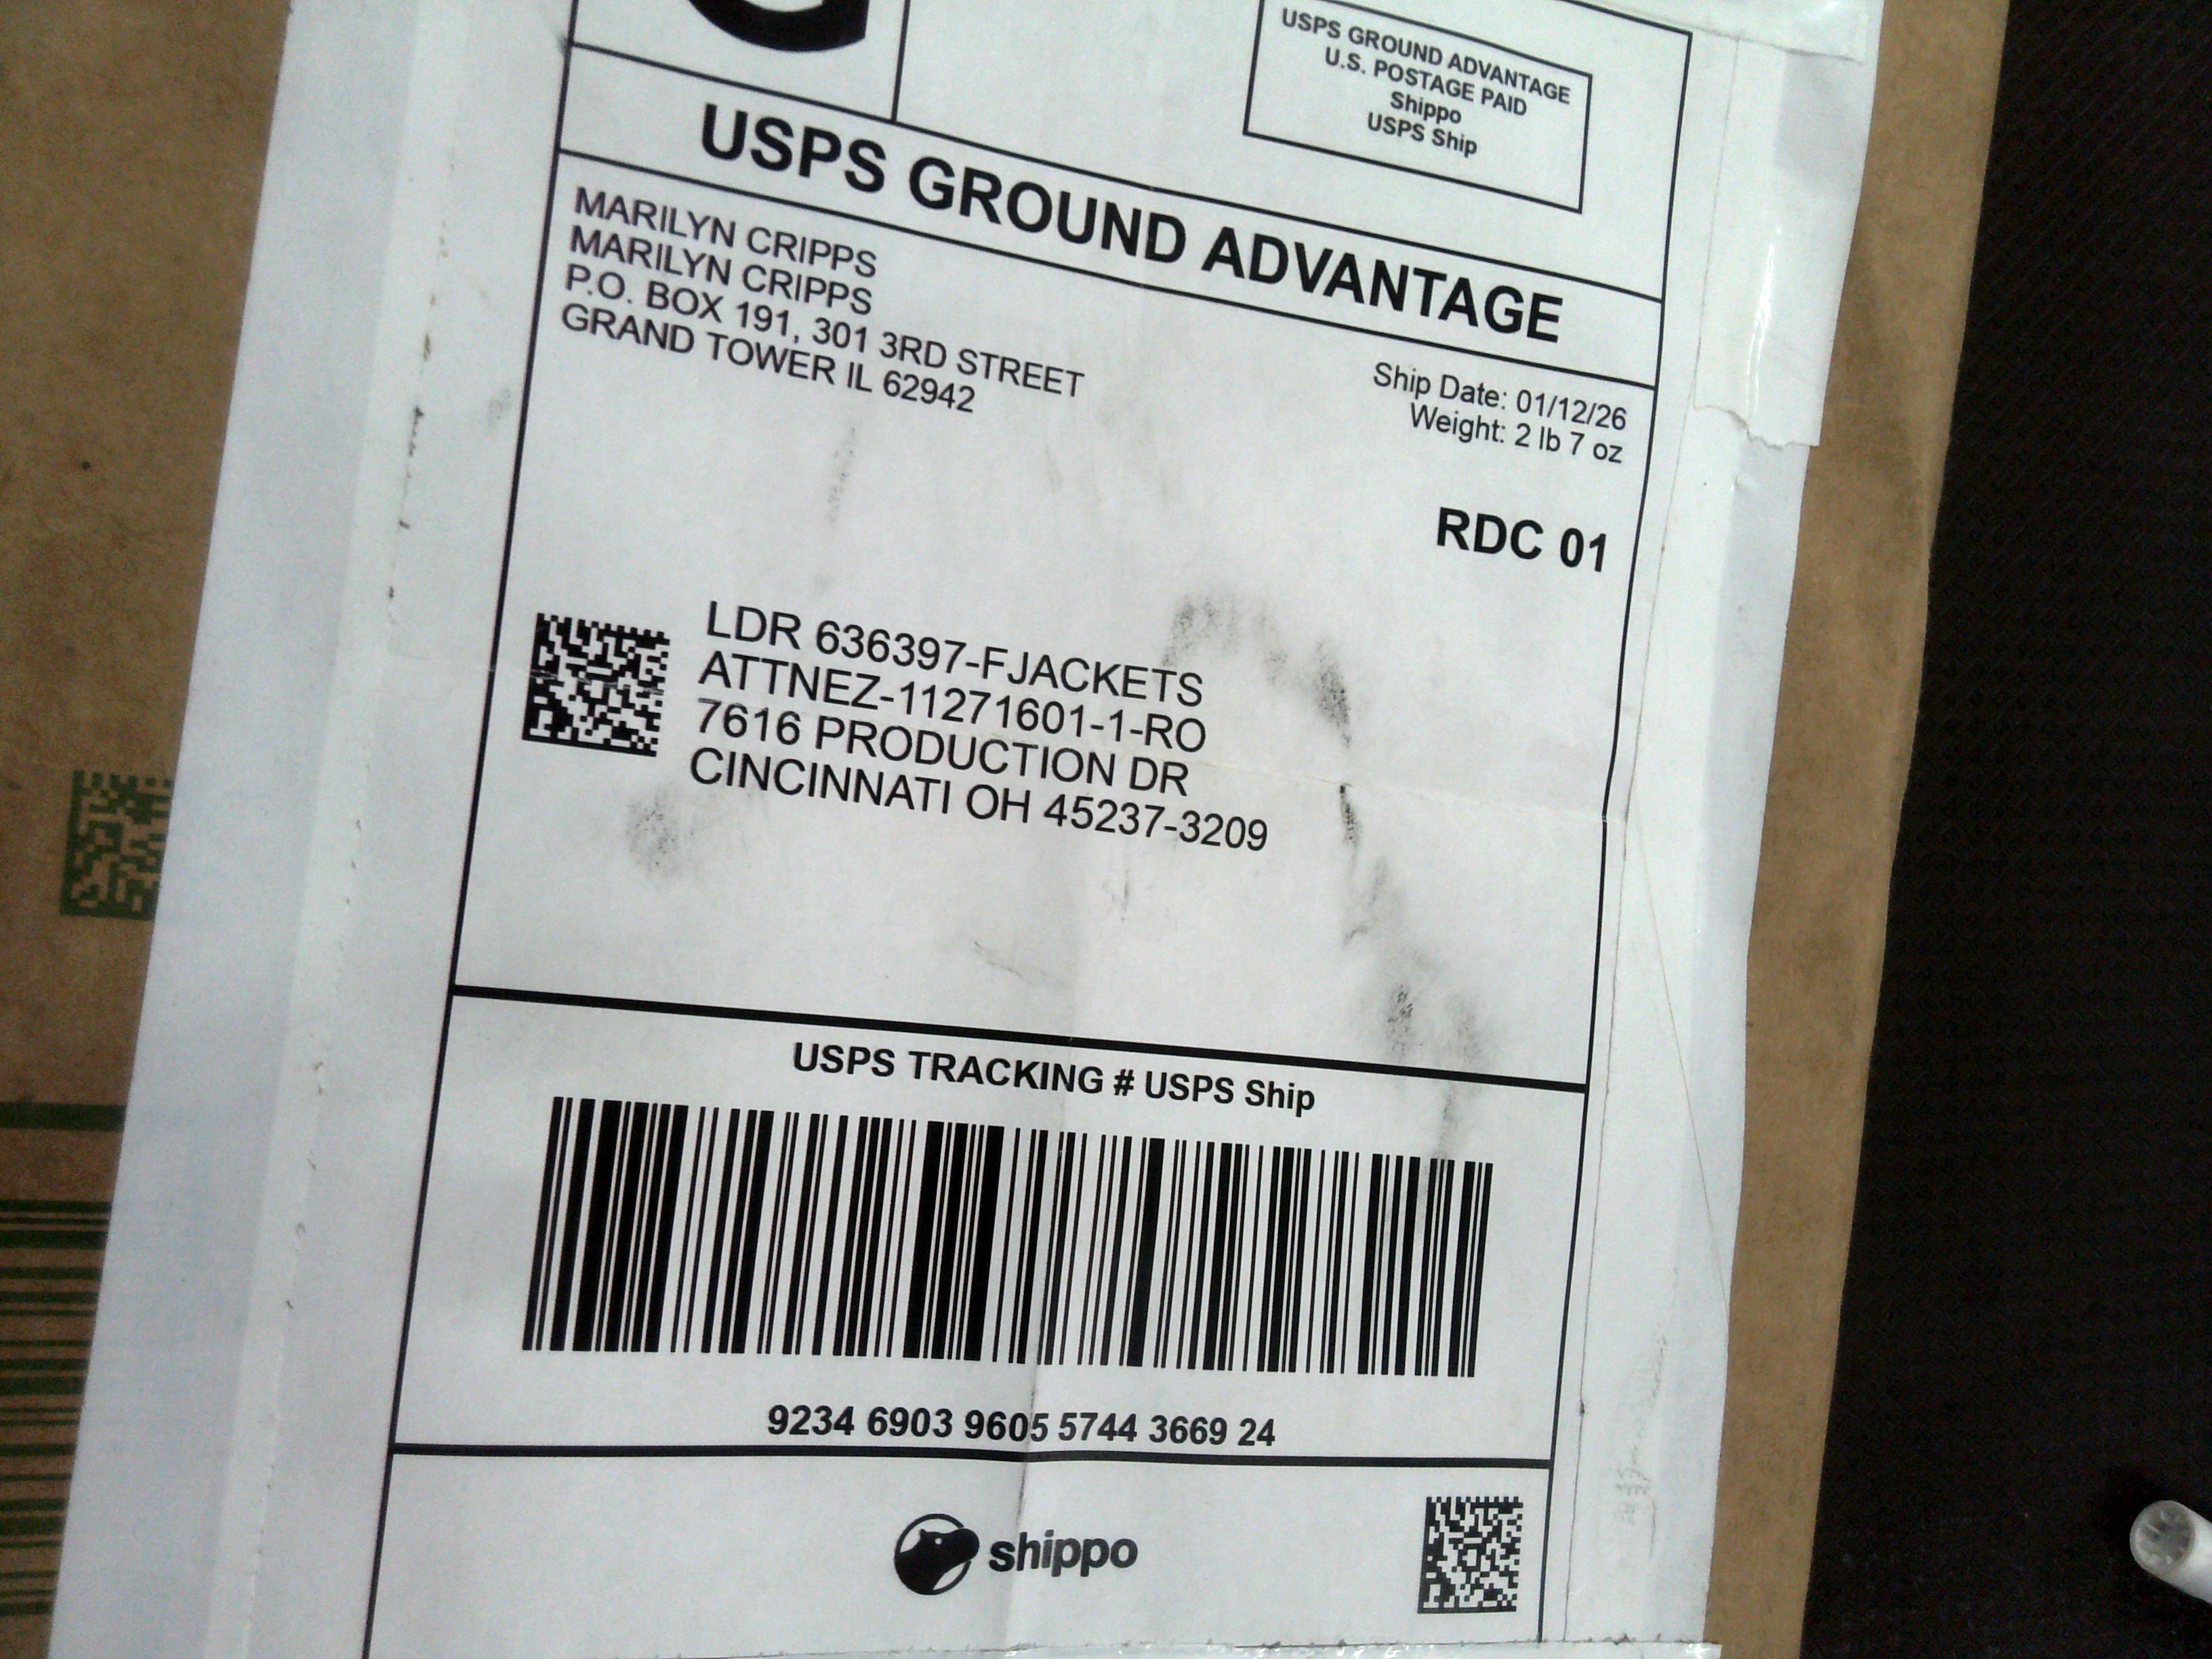 USPS GROUND ADVANTAGE
U.S. POSTAGE PAID
Shippo
USPS Ship
USPS GROUND ADVANTAGE
MARILYN CRIPPS
MARILYN CRIPPS
P.O. BOX 191, 301 3RD STREET
GRAND TOWER IL 62942
Ship Date: 01/12/26
Weight: 2 lb 7 oz
RDC 01
LDR 636397-FJACKETS
ATTNEZ-11271601-1-RO
7616 PRODUCTION DR
CINCINNATI OH 45237-3209
USPS TRACKING # USPS Ship
9234 6903 9605 5744 3669 24
shippo